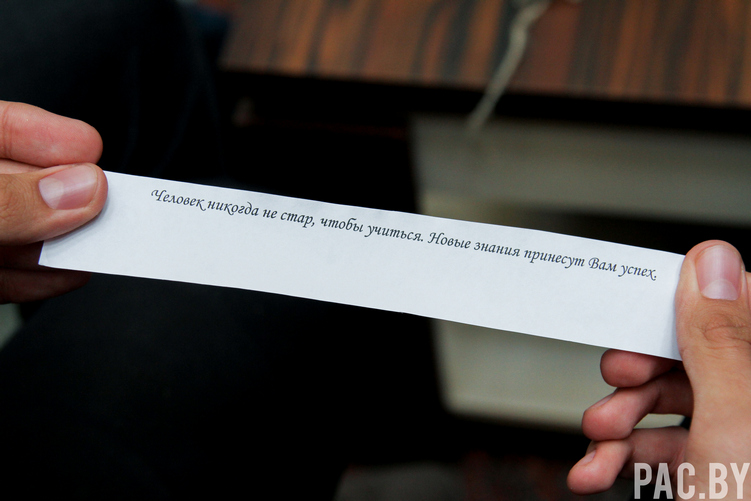 Человек никогда не стар, чтобы учиться. Новые знания принесут Вам успех.
PAC.BY